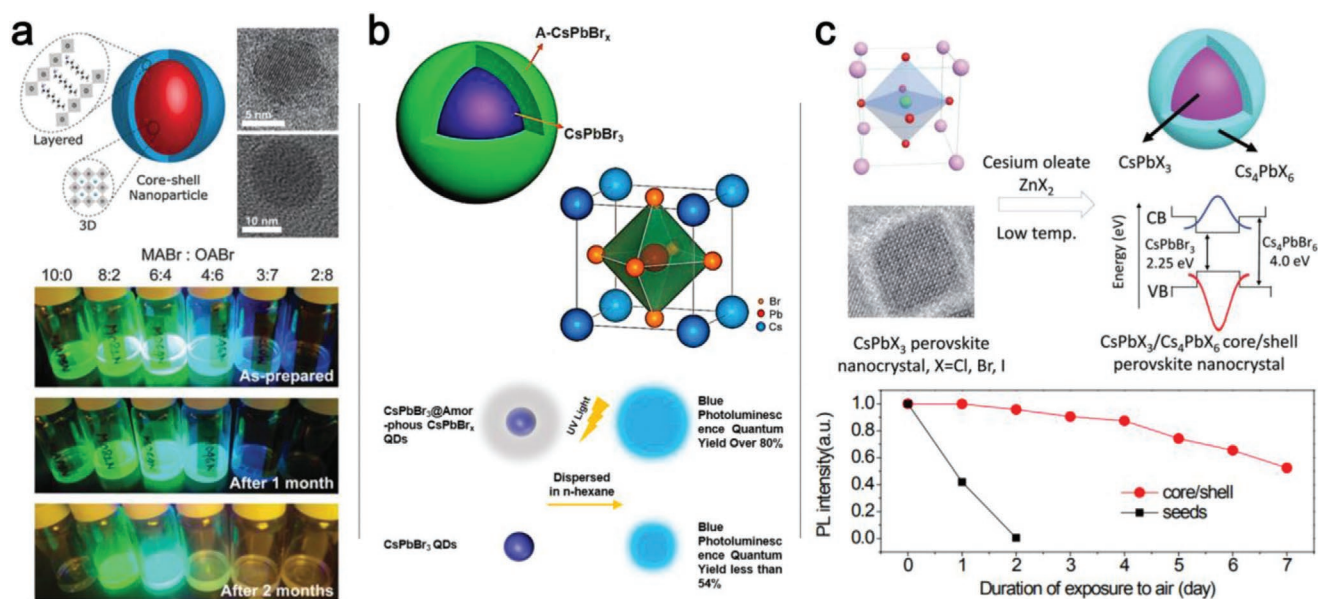 a
Layered
3D
Core-shell
Nanoparticle
5 nm
10 nm
MABr : OABr
10:0 8:2 6:4 4:6 3:7 2:8
As-prepared
After 1 month
After 2 months
b
A-CsPbBrₓ
CsPbBr₃
Br
Pb
Cs
CsPbBr₃@Amor
-phous CsPbBrₓ
QDs
UV Light
Blue
Photoluminesc
ence Quantum
Yield Over 80%
Dispersed
in n-hexane
CsPbBr₃ QDs
Blue
Photoluminesc
ence Quantum
Yield less than
54%
c
Cesium oleate
ZnX₂
Low temp.
CsPbX₃
Cs₄PbX₆
CsPbX₃ perovskite
nanocrystal, X=Cl, Br, I
Energy (eV)
CB
CsPbBr₃
2.25 eV
VB
Cs₄PbBr₆
4.0 eV
CsPbX₃/Cs₄PbX₆ core/shell
perovskite nanocrystal
PL intensity(a.u.)
1.0
0.8
0.6
0.4
0.2
0.0
core/shell
seeds
0 1 2 3 4 5 6 7
Duration of exposure to air (day)